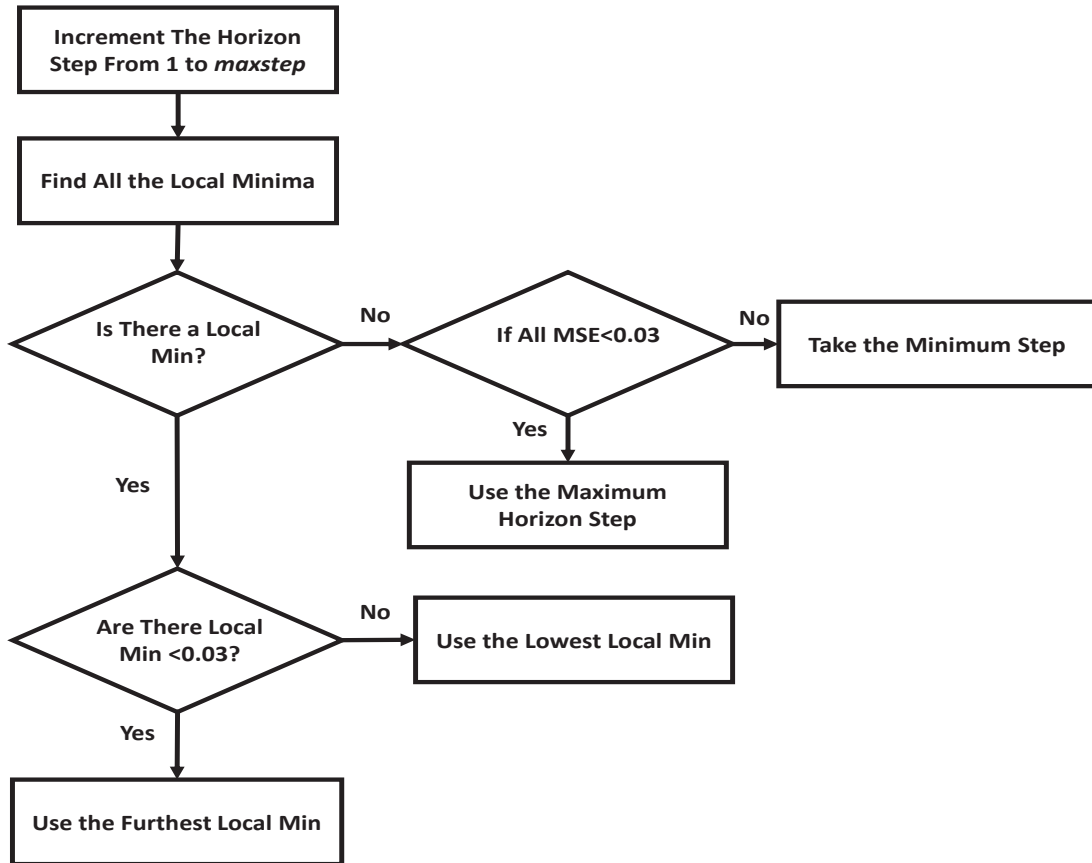 Increment The Horizon
Step From 1 to maxstep
Find All the Local Minima
Is There a Local
Min?
No
If All MSE<0.03
No
Take the Minimum Step
Yes
Use the Maximum
Horizon Step
Yes
Are There Local
Min <0.03?
No
Use the Lowest Local Min
Yes
Use the Furthest Local Min